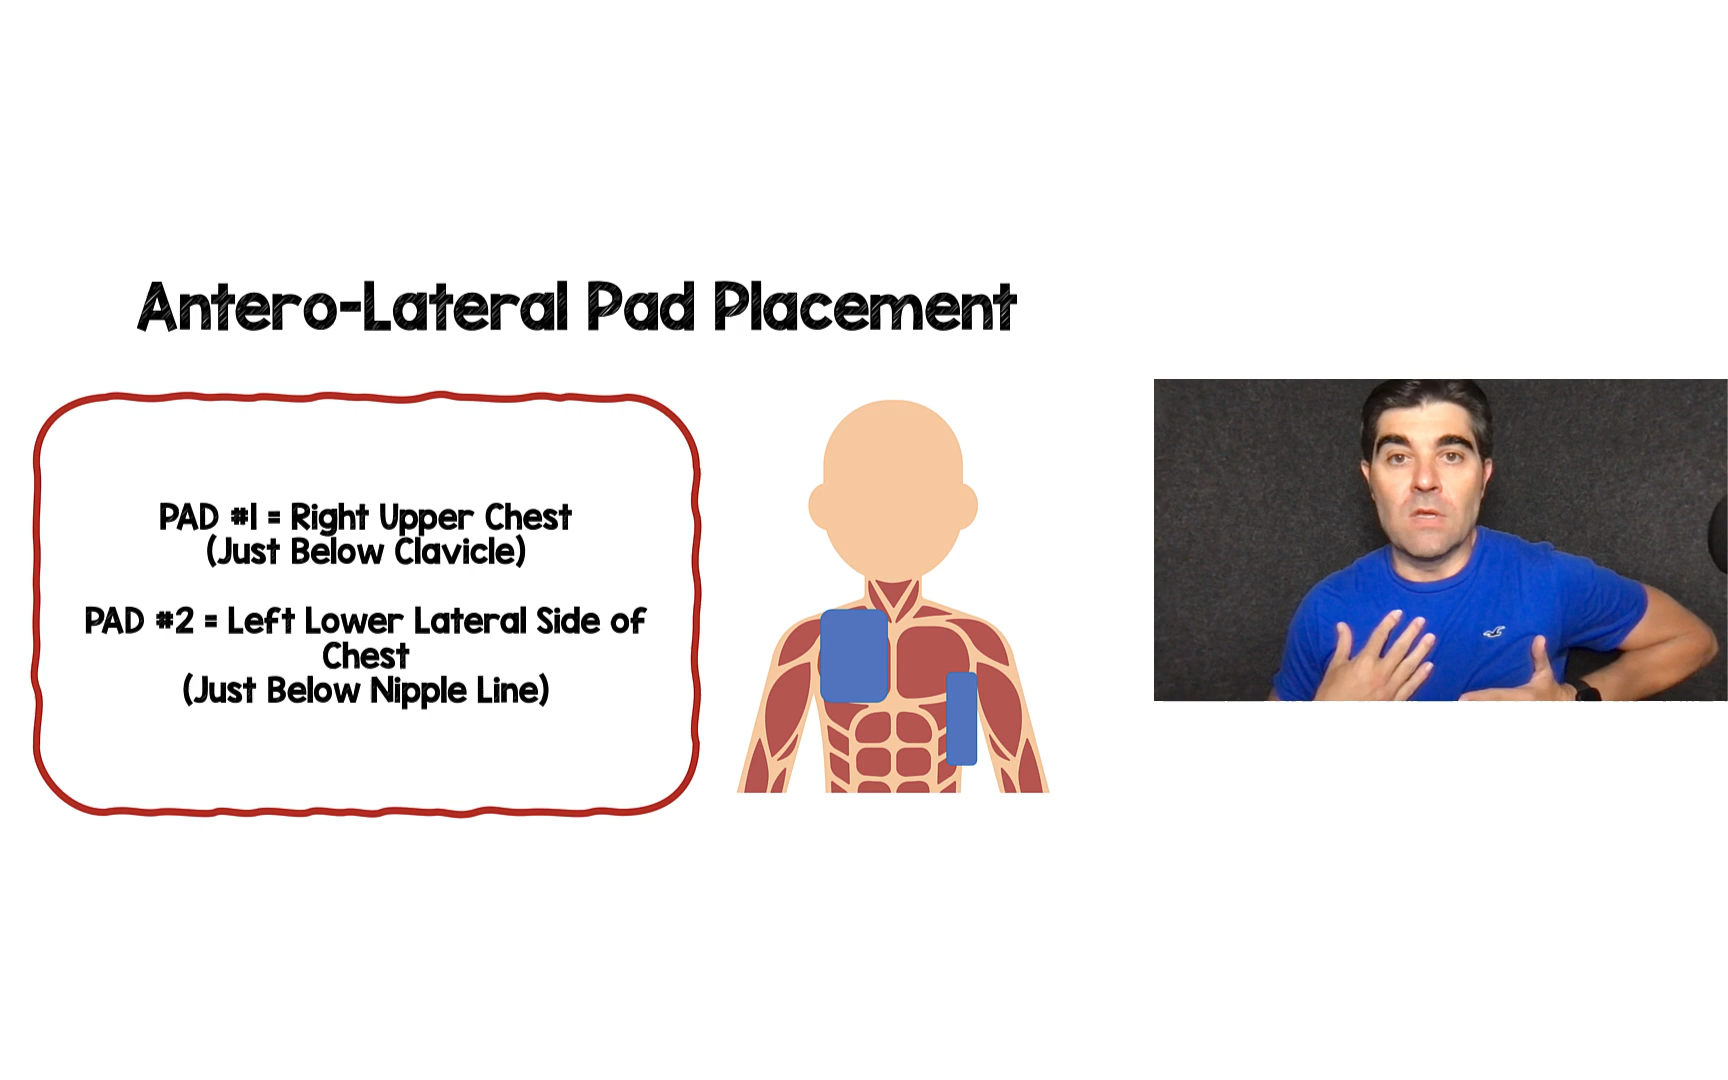 Antero-Lateral Pad Placement
PAD #1 = Right Upper Chest
(Just Below Clavicle)
PAD #2 = Left Lower Lateral Side of
Chest
(Just Below Nipple Line)